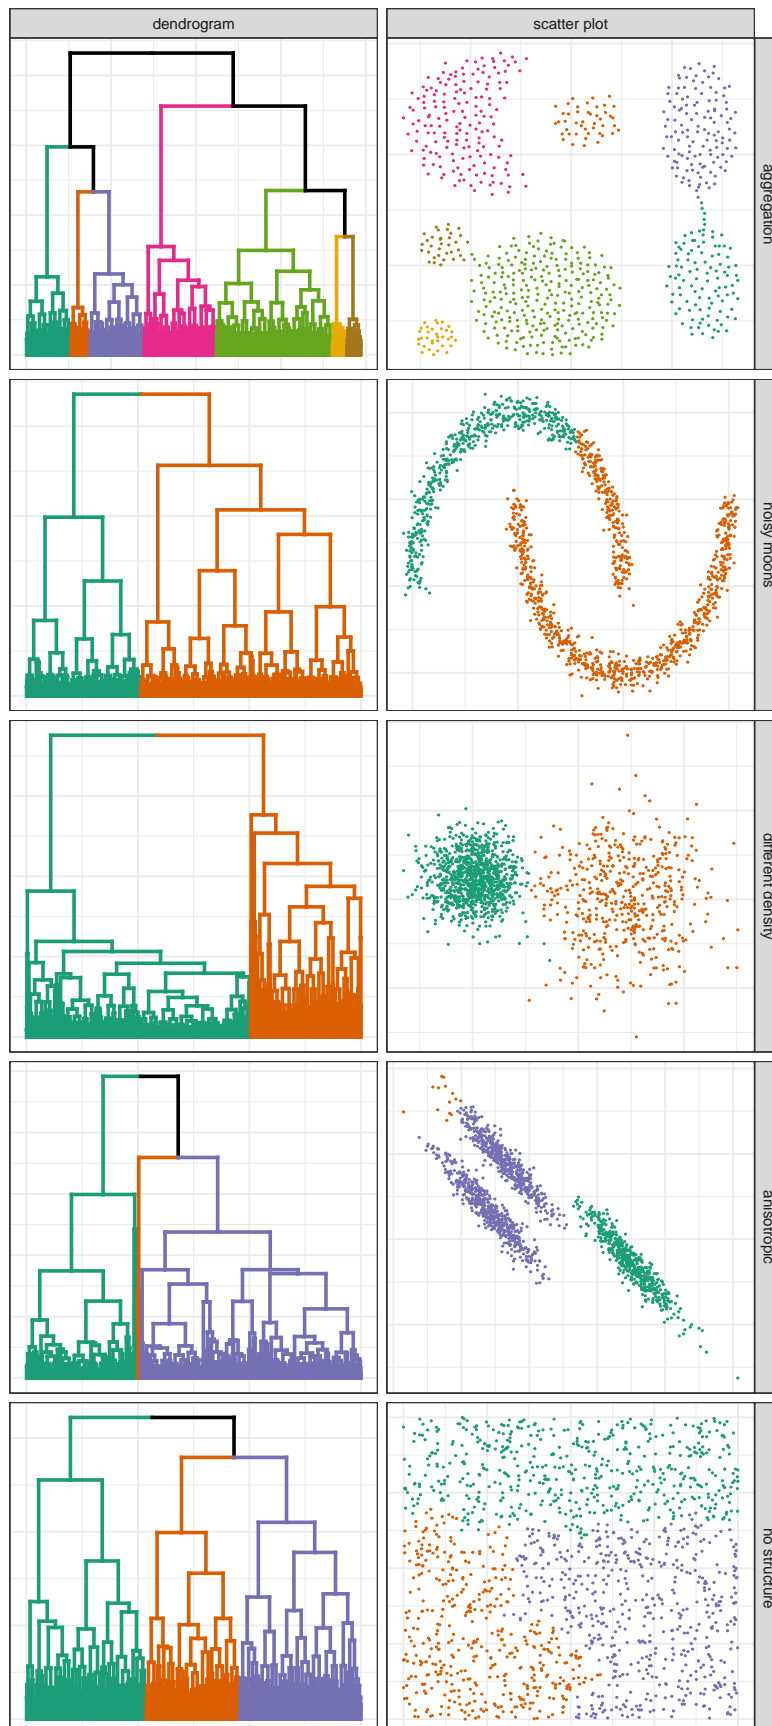 dendrogram
scatter plot
aggregation
noisy moons
different density
anisotropic
no structure